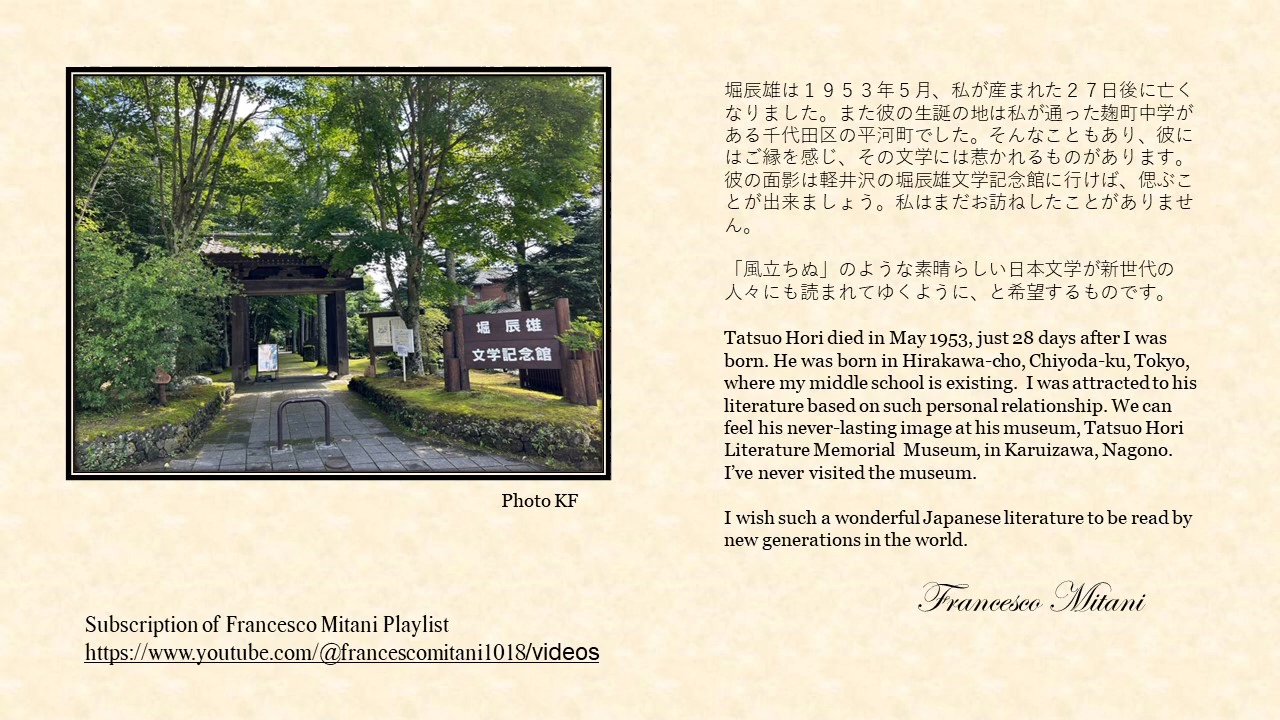 堀 辰雄
文学記念館
Photo KF
Subscription of Francesco Mitani Playlist
https://www.youtube.com/@francescomitani1018/videos
堀辰雄は１９５３年５月、私が産まれた２７日後に亡く
なりました。また彼の生誕の地は私が通った麹町中学が
ある千代田区の平河町でした。そんなこともあり、彼に
はご縁を感じ、その文学には惹かれるものがあります。
彼の面影は軽井沢の堀辰雄文学記念館に行けば、偲ぶこ
とが出来ましょう。私はまだお訪ねしたことがありませ
ん。
「風立ちぬ」のような素晴らしい日本文学が新世代の
人々にも読まれてゆくように、と希望するものです。
Tatsuo Hori died in May 1953, just 28 days after I was
born. He was born in Hirakawa-cho, Chiyoda-ku, Tokyo,
where my middle school is existing. I was attracted to his
literature based on such personal relationship. We can
feel his never-lasting image at his museum, Tatsuo Hori
Literature Memorial Museum, in Karuizawa, Nagono.
I’ve never visited the museum.
I wish such a wonderful Japanese literature to be read by
new generations in the world.
Francesco Mitani